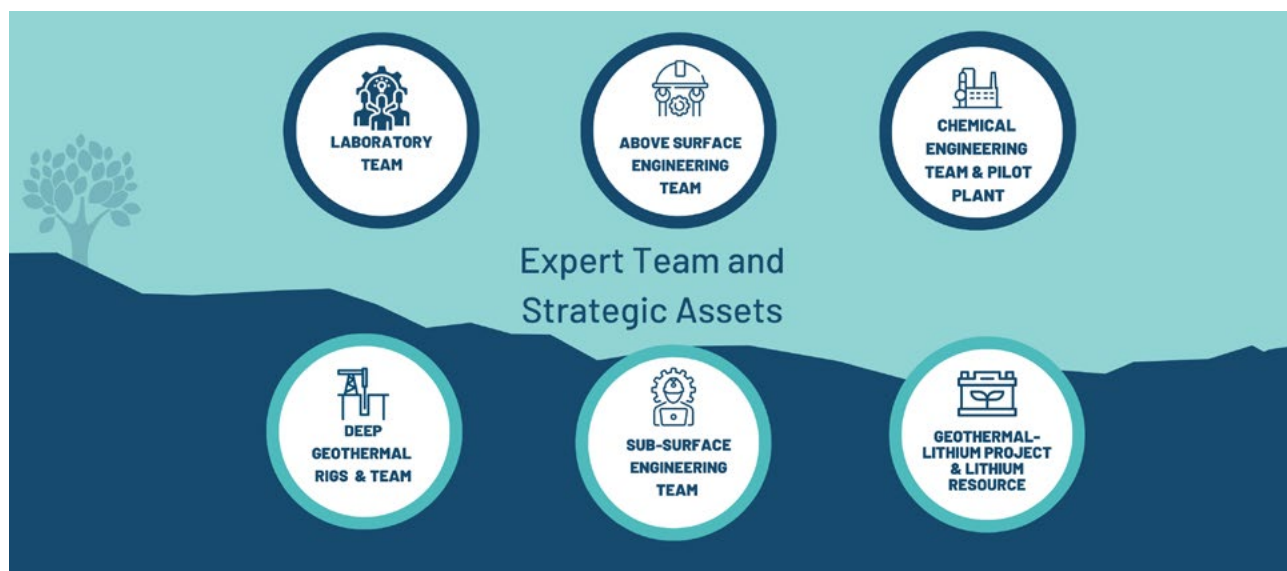 LABORATORY
TEAM
ABOVE SURFACE
ENGINEERING
TEAM
CHEMICAL
ENGINEERING
TEAM & PILOT
PLANT
Expert Team and
Strategic Assets
DEEP
GEOTHERMAL
RIGS & TEAM
SUB-SURFACE
ENGINEERING
TEAM
GEOTHERMAL-
LITHIUM PROJECT
& LITHIUM
RESOURCE